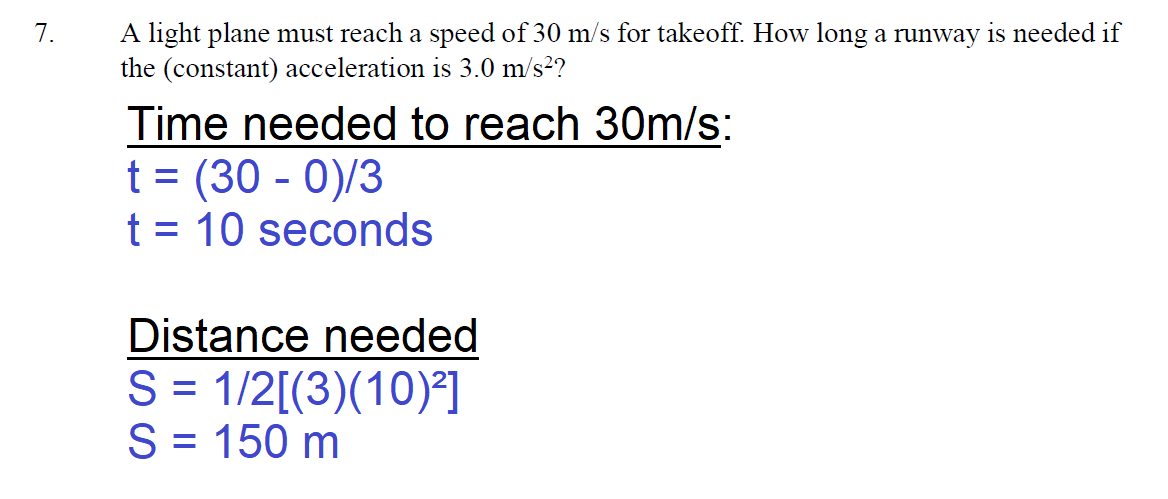 7. A light plane must reach a speed of 30 m/s for takeoff. How long a runway is needed if
the (constant) acceleration is 3.0 m/s²?
Time needed to reach 30m/s:
t = (30 - 0)/3
t = 10 seconds
Distance needed
S = 1/2[(3)(10)²]
S = 150 m